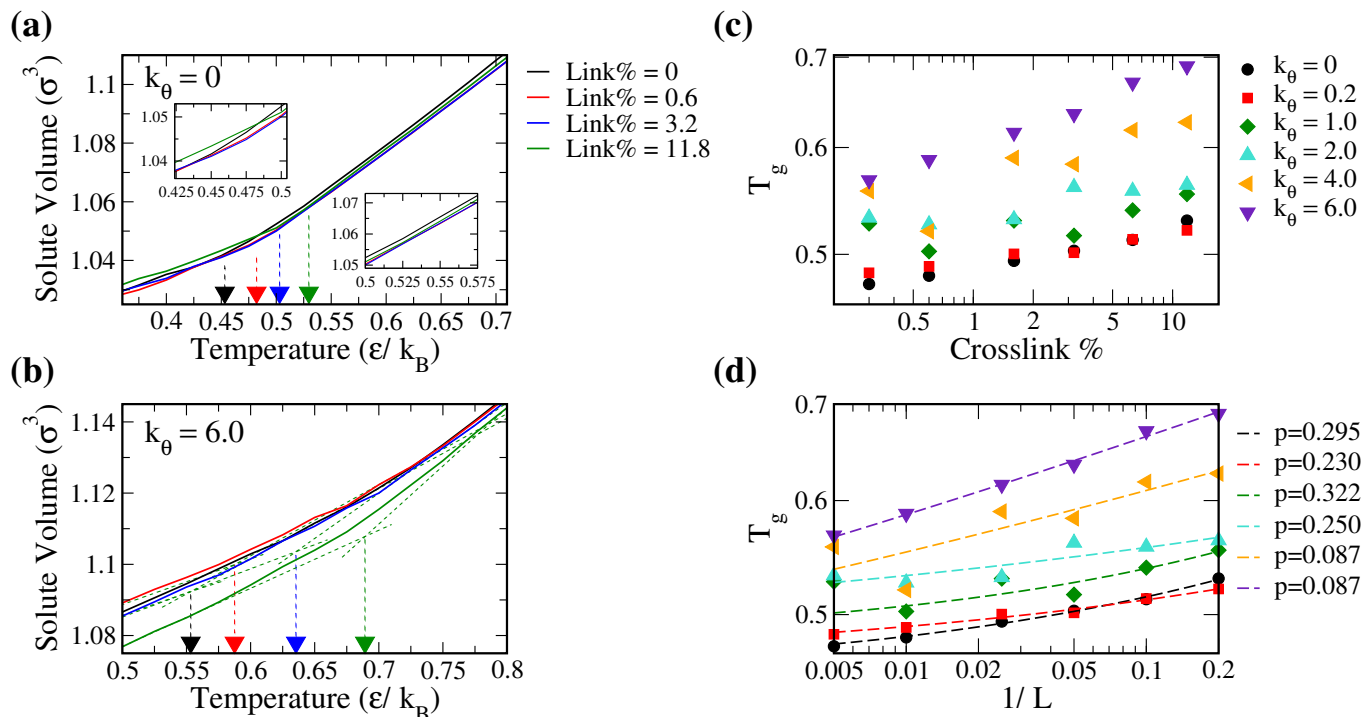 (a)
Solute Volume (σ³)
1.1
1.08
1.06
1.04
k_θ = 0
1.05
1.04
0.425 0.45 0.475 0.5
1.07
1.06
1.05
0.5 0.525 0.55 0.575
0.4 0.45 0.5 0.55 0.6 0.65 0.7
Temperature (ε/ k_B)
Link% = 0
Link% = 0.6
Link% = 3.2
Link% = 11.8
(c)
T_g
0.7
0.6
0.5
0.5 1 2 5 10
Crosslink %
k_θ = 0
k_θ = 0.2
k_θ = 1.0
k_θ = 2.0
k_θ = 4.0
k_θ = 6.0
(b)
Solute Volume (σ³)
1.14
1.12
1.1
1.08
k_θ = 6.0
0.5 0.55 0.6 0.65 0.7 0.75 0.8
Temperature (ε/ k_B)
(d)
T_g
0.7
0.6
0.5
0.005 0.01 0.02 0.05 0.1 0.2
1/ L
p=0.295
p=0.230
p=0.322
p=0.250
p=0.087
p=0.087